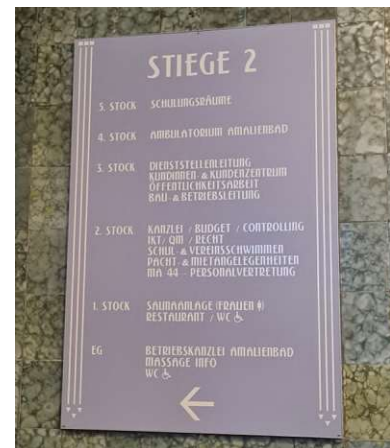 STIEGE 2
5. STOCK SCHULUNGSRÄUME
4. STOCK AMBULATORIUM AMALIENBAD
3. STOCK DIENSTSTELLENLEITUNG
KUNDINNEN- & KUNDENZENTRUM
ÖFFENTLICHKEITSARBEIT
BAU- & BETRIEBSLEITUNG
2. STOCK KANZLEI / BUDGET / CONTROLLING
IKT / QM / RECHT
SCHUL- & VEREINSSCHWIMMEN
PACHT- & MIETANGELEGENHEITEN
MA 44 - PERSONALVERTRETUNG
1. STOCK SAUNAANLAGE (FRAUEN)
RESTAURANT / WC
EG BETRIEBSKANZLEI AMALIENBAD
MASSAGE INFO
WC